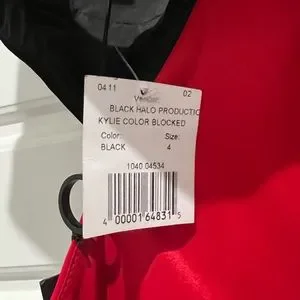 04 11 02
Vendor:
BLACK HALO PRODUCTIO
KYLIE COLOR BLOCKED
Color: Size:
BLACK 4
1040 04534
4 00001 64831 5